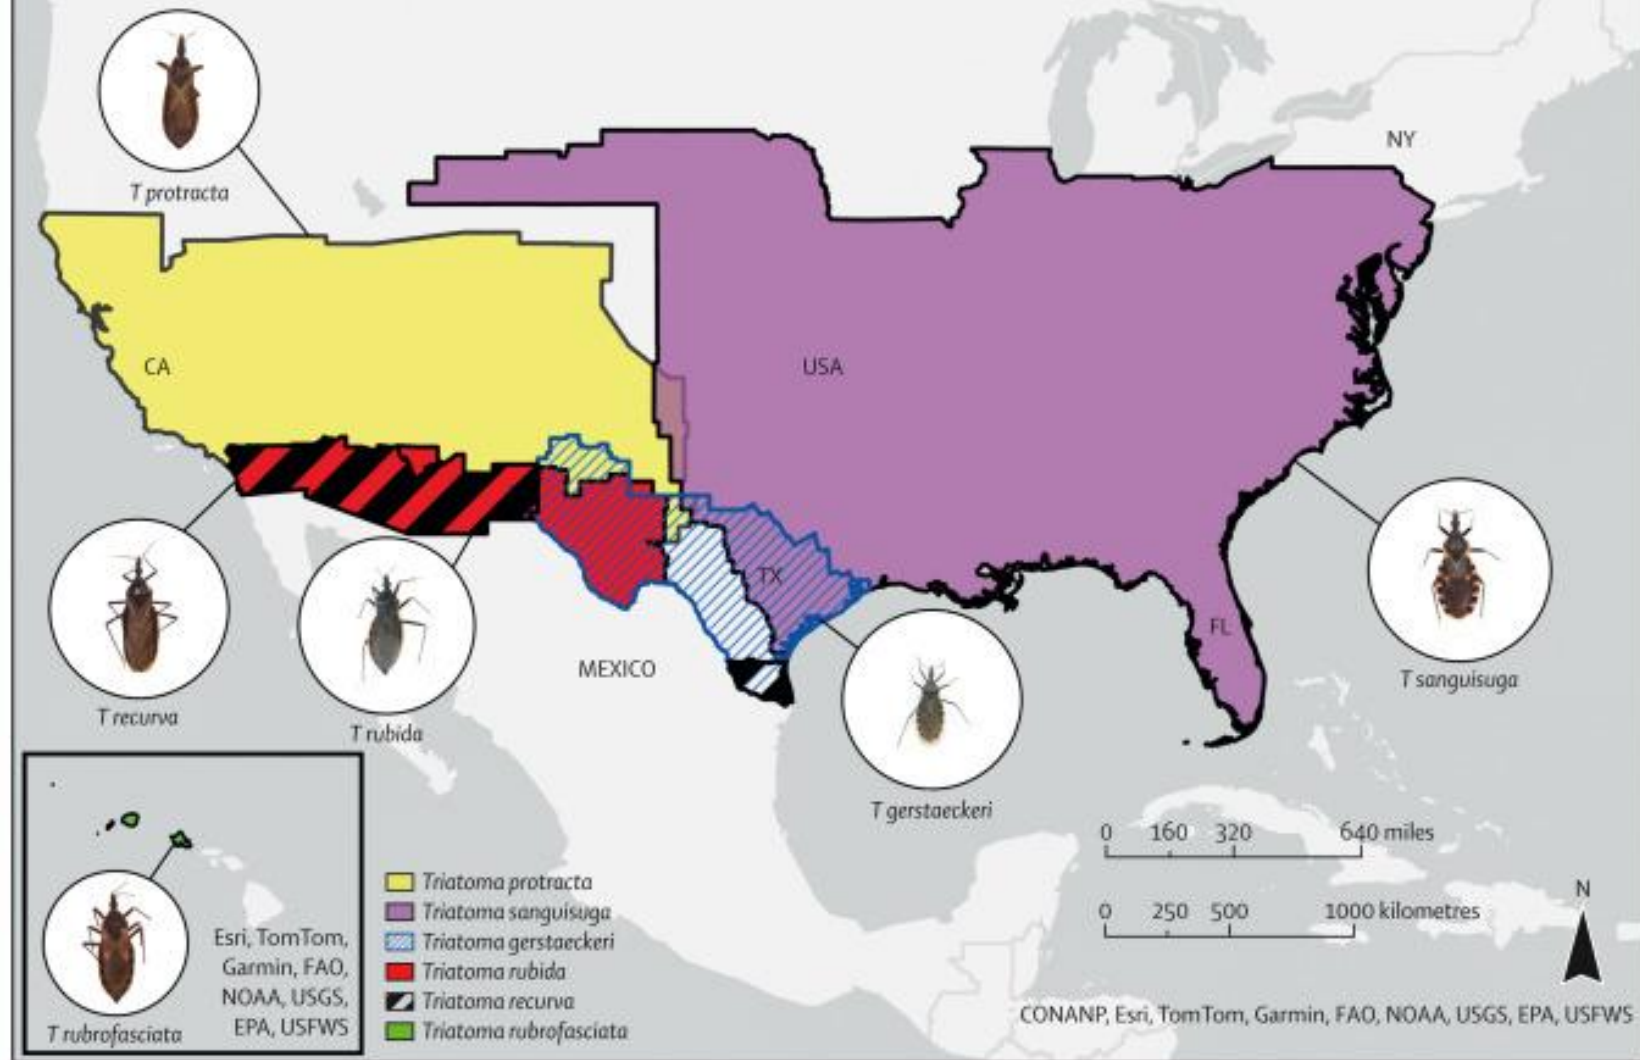 T protracta
NY
CA
USA
TX
FL
MEXICO
T recurva
T rubida
T gerstaeckeri
T sanguisuga
T rubrofasciata
Esri, TomTom,
Garmin, FAO,
NOAA, USGS,
EPA, USFWS
Triatoma protracta
Triatoma sanguisuga
Triatoma gerstaeckeri
Triatoma rubida
Triatoma recurva
Triatoma rubrofasciata
0 160 320 640 miles
0 250 500 1000 kilometres
N
CONANP, Esri, TomTom, Garmin, FAO, NOAA, USGS, EPA, USFWS